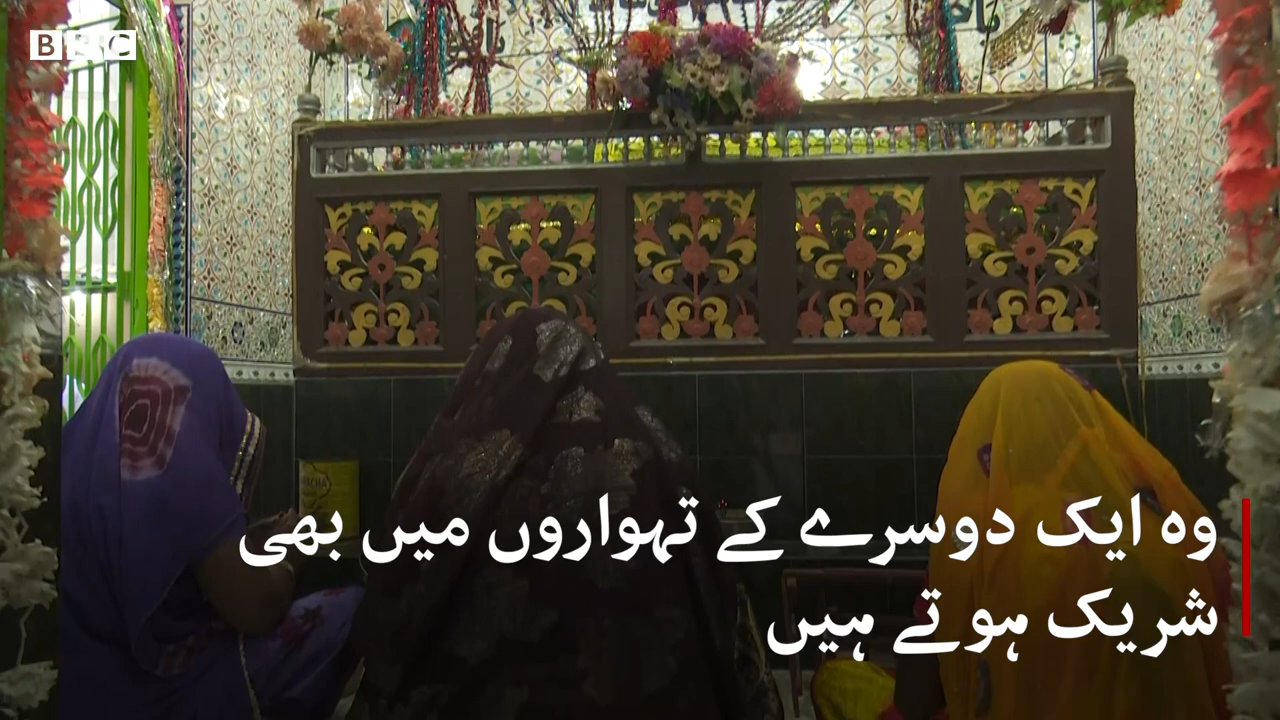 BBC
وہ ایک دوسرے کے تہواروں میں بھی
شریک ہوتے ہیں